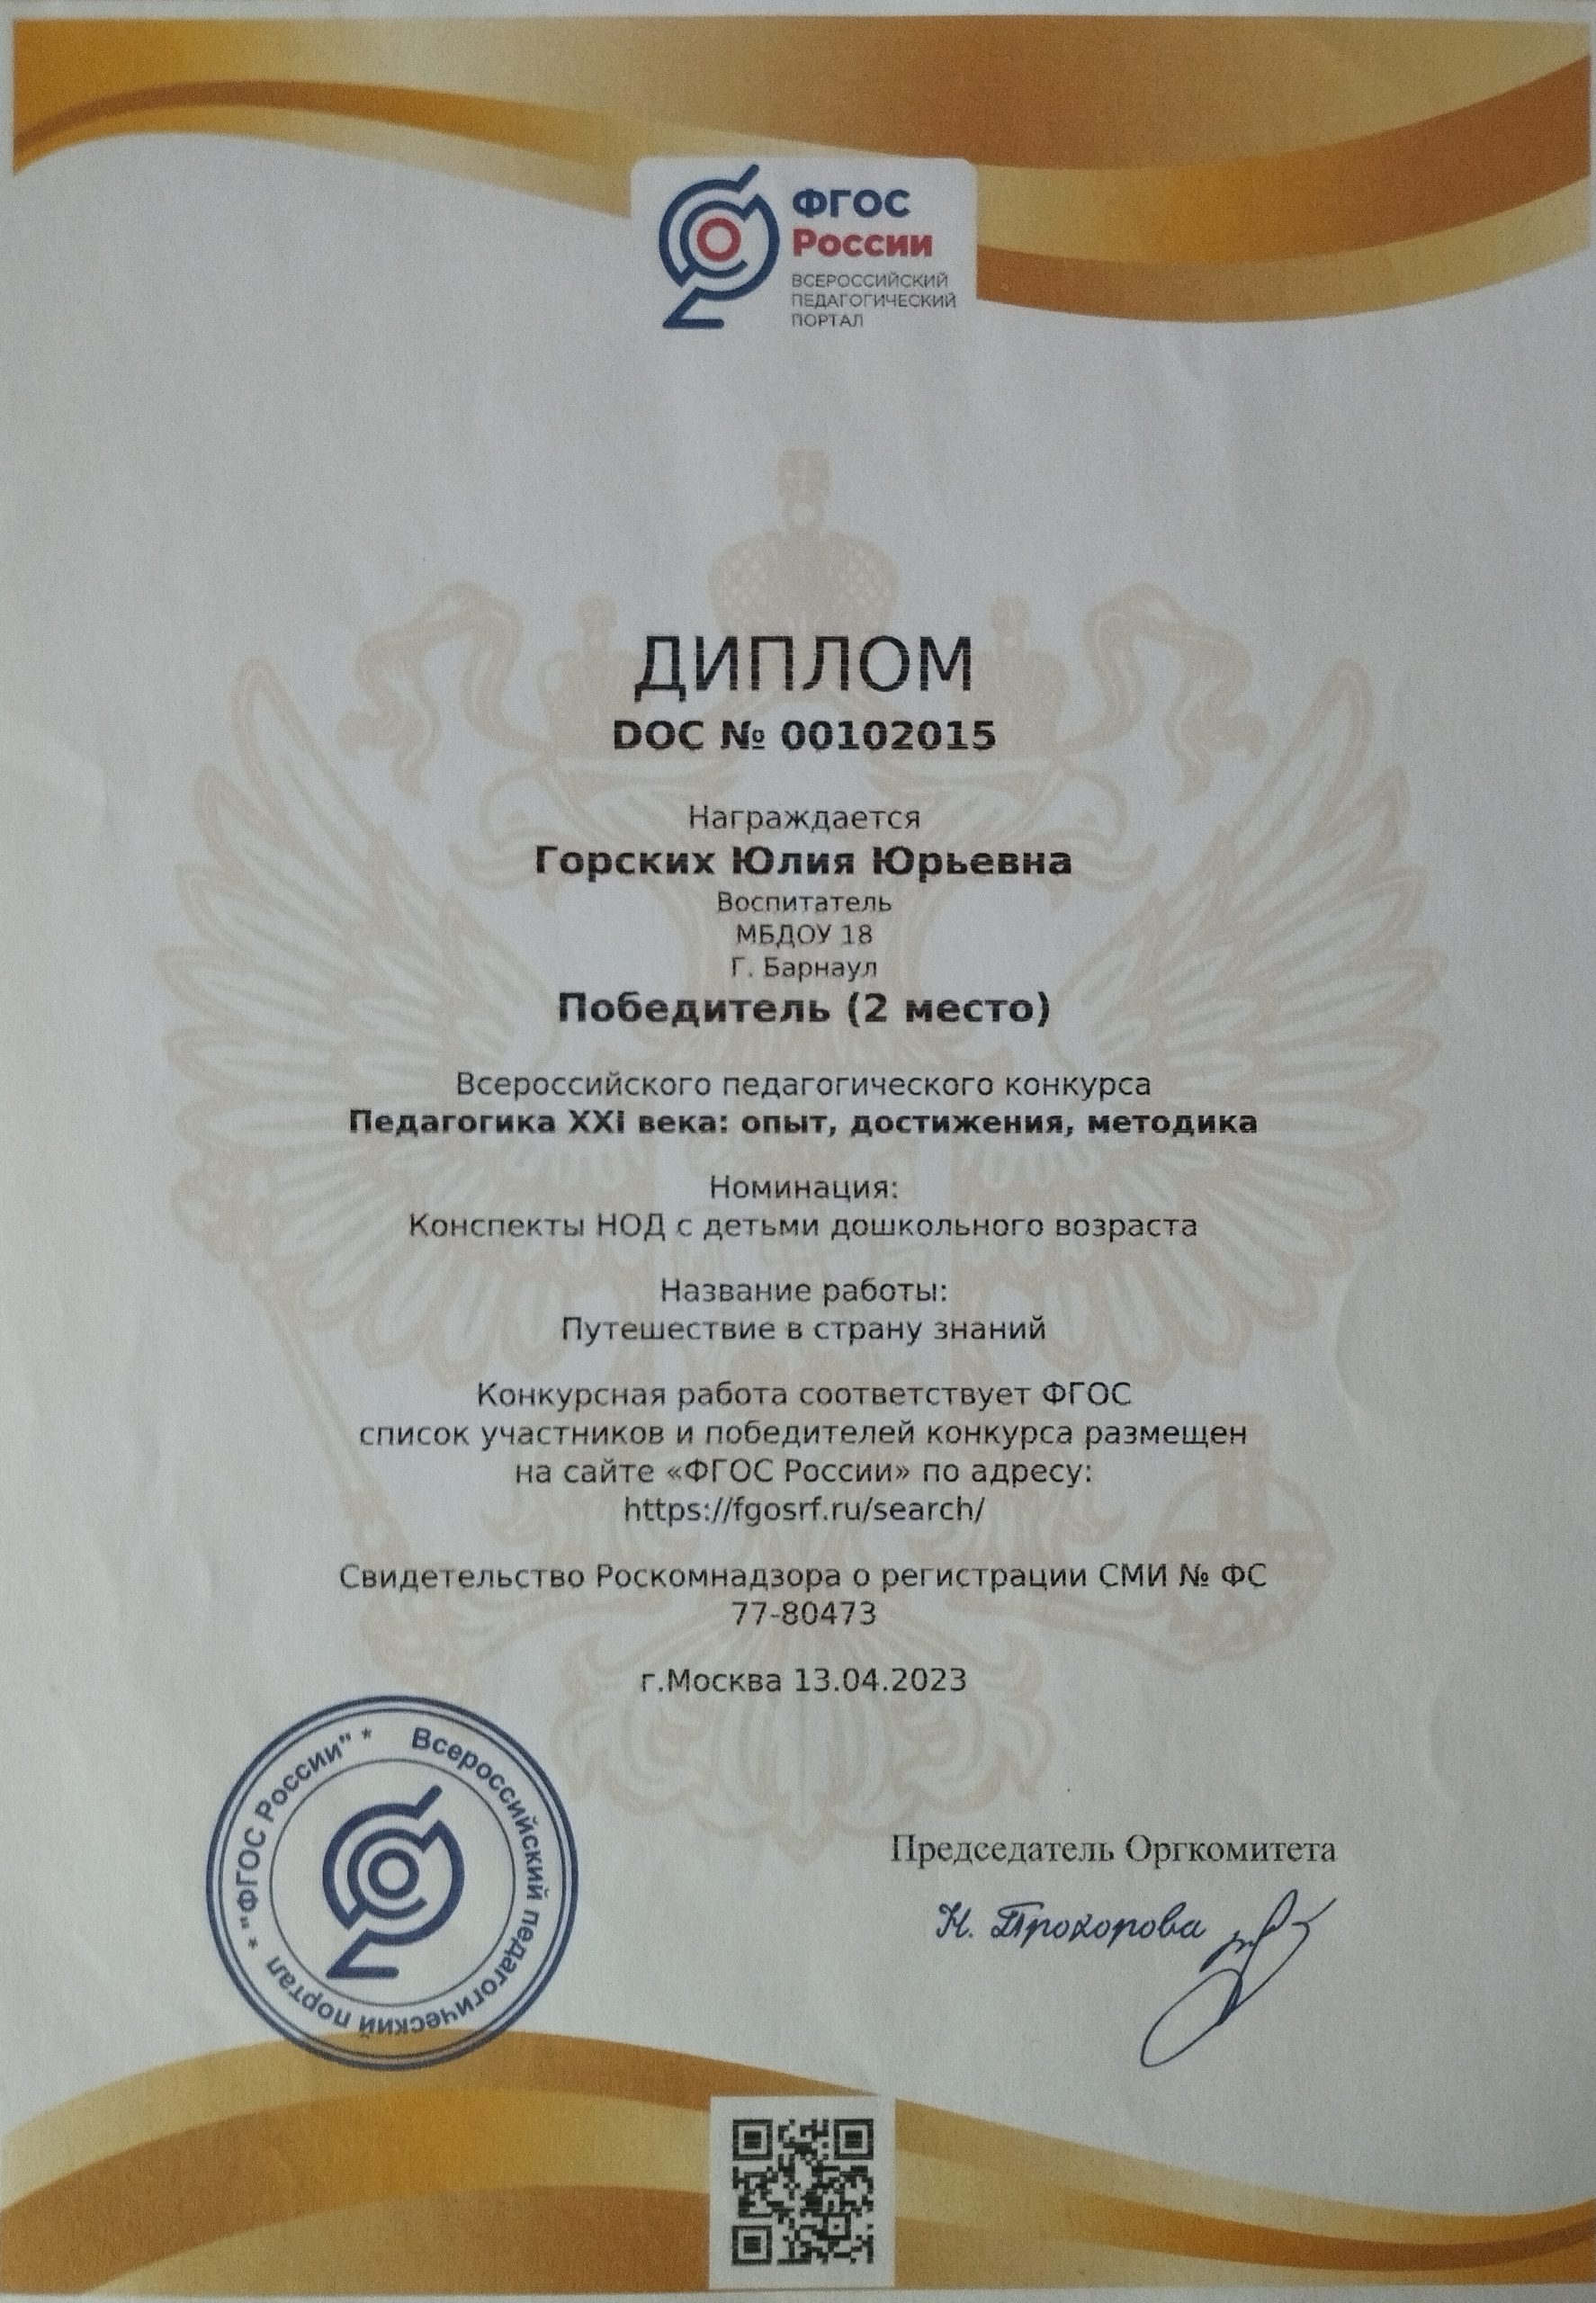 ФГОС
России
ВСЕРОССИЙСКИЙ
ПЕДАГОГИЧЕСКИЙ
ПОРТАЛ
ДИПЛОМ
DOC № 00102015
Награждается
Горских Юлия Юрьевна
Воспитатель
МБДОУ 18
Г. Барнаул
Победитель (2 место)
Всероссийского педагогического конкурса
Педагогика XXI века: опыт, достижения, методика
Номинация:
Конспекты НОД с детьми дошкольного возраста
Название работы:
Путешествие в страну знаний
Конкурсная работа соответствует ФГОС
список участников и победителей конкурса размещен
на сайте «ФГОС России» по адресу:
https://fgosrf.ru/search/
Свидетельство Роскомнадзора о регистрации СМИ № ФС
77-80473
г.Москва 13.04.2023
Всероссийский педагогический портал * "ФГОС России" *
Председатель Оргкомитета
Н. Прохорова